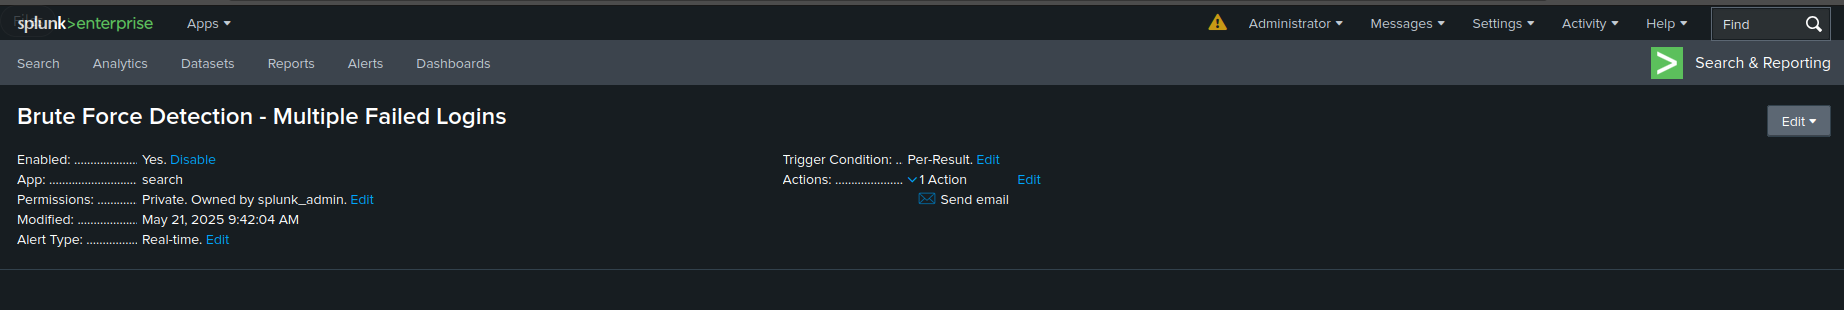 splunk>enterprise Apps Administrator Messages Settings Activity Help Find
Search Analytics Datasets Reports Alerts Dashboards > Search & Reporting
Brute Force Detection - Multiple Failed Logins
Edit
Enabled: ................... Yes. Disable
App: .......................... search
Permissions: ............ Private. Owned by splunk_admin. Edit
Modified: .................. May 21, 2025 9:42:04 AM
Alert Type: ................ Real-time. Edit
Trigger Condition: .. Per-Result. Edit
Actions: ..................... 1 Action Edit
Send email